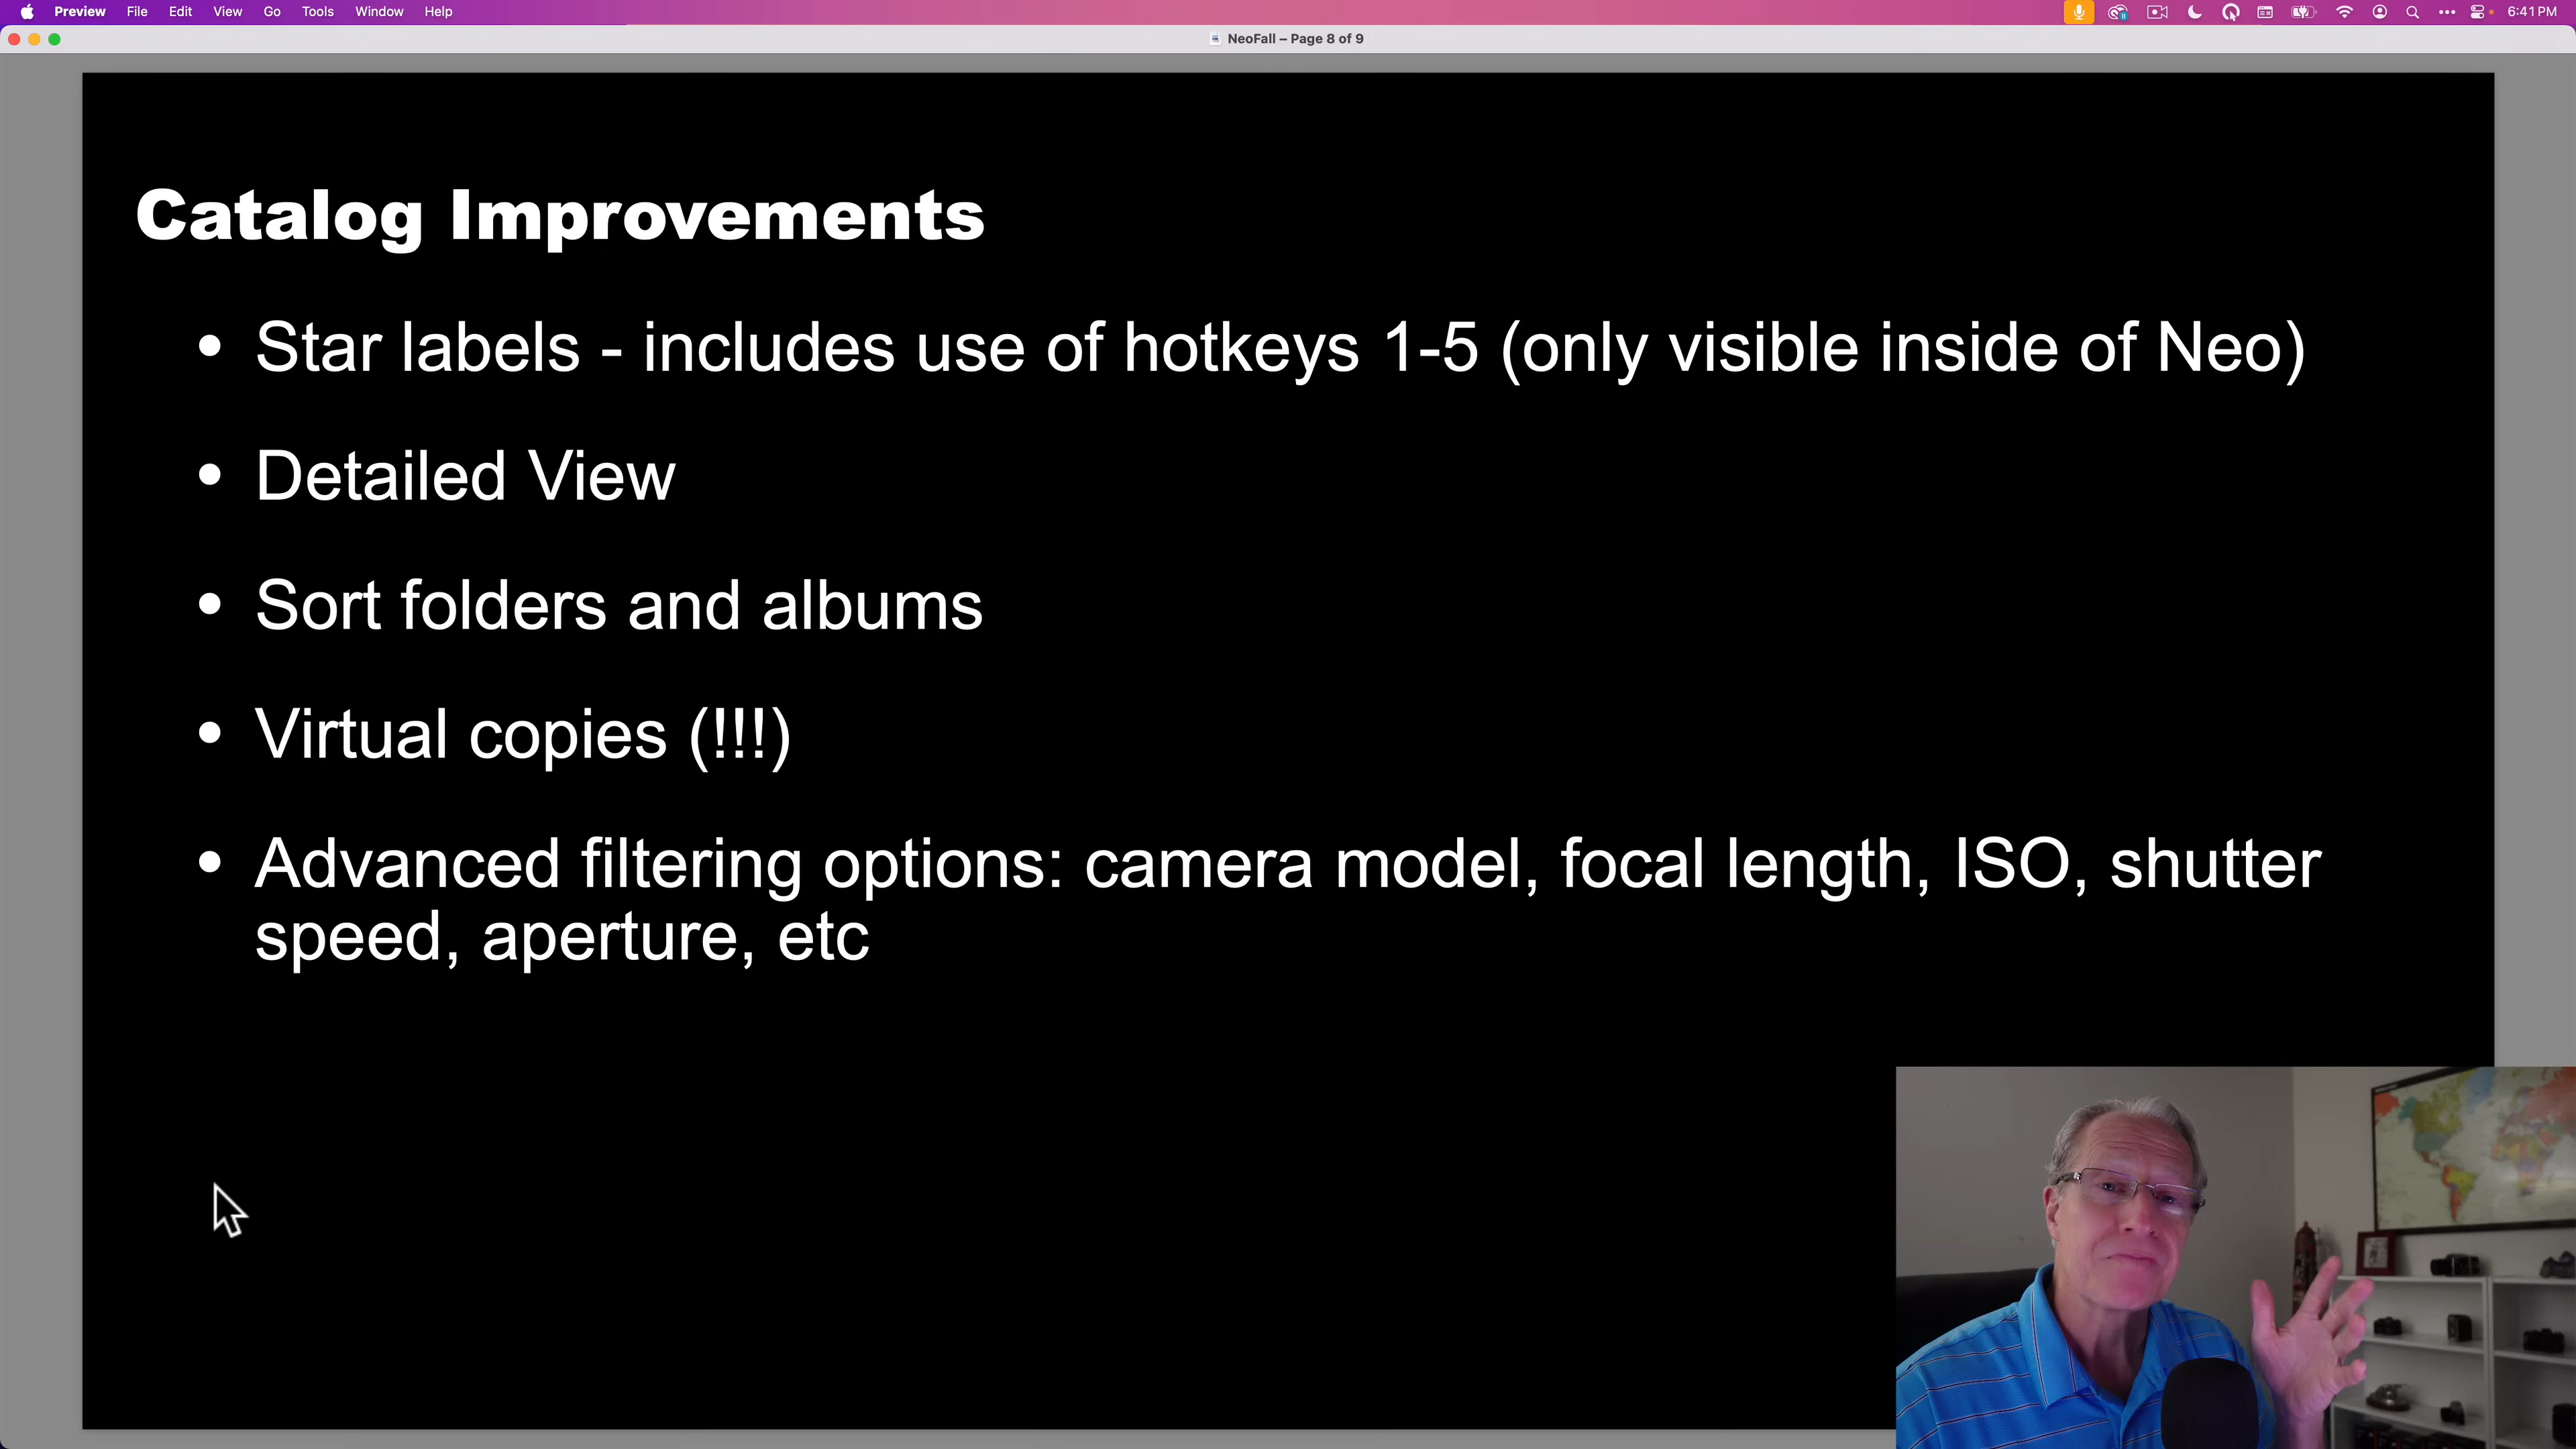 Preview File Edit View Go Tools Window Help 6:41 PM
NeoFall – Page 8 of 9
Catalog Improvements
• Star labels - includes use of hotkeys 1-5 (only visible inside of Neo)
• Detailed View
• Sort folders and albums
• Virtual copies (!!!)
• Advanced filtering options: camera model, focal length, ISO, shutter
speed, aperture, etc